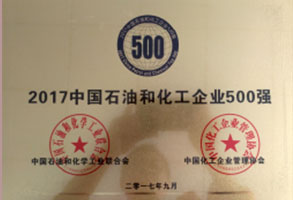 500
2017中国石油和化工企业500强
中国石油和化学工业联合会
中国化工企业管理协会
二〇一七年九月